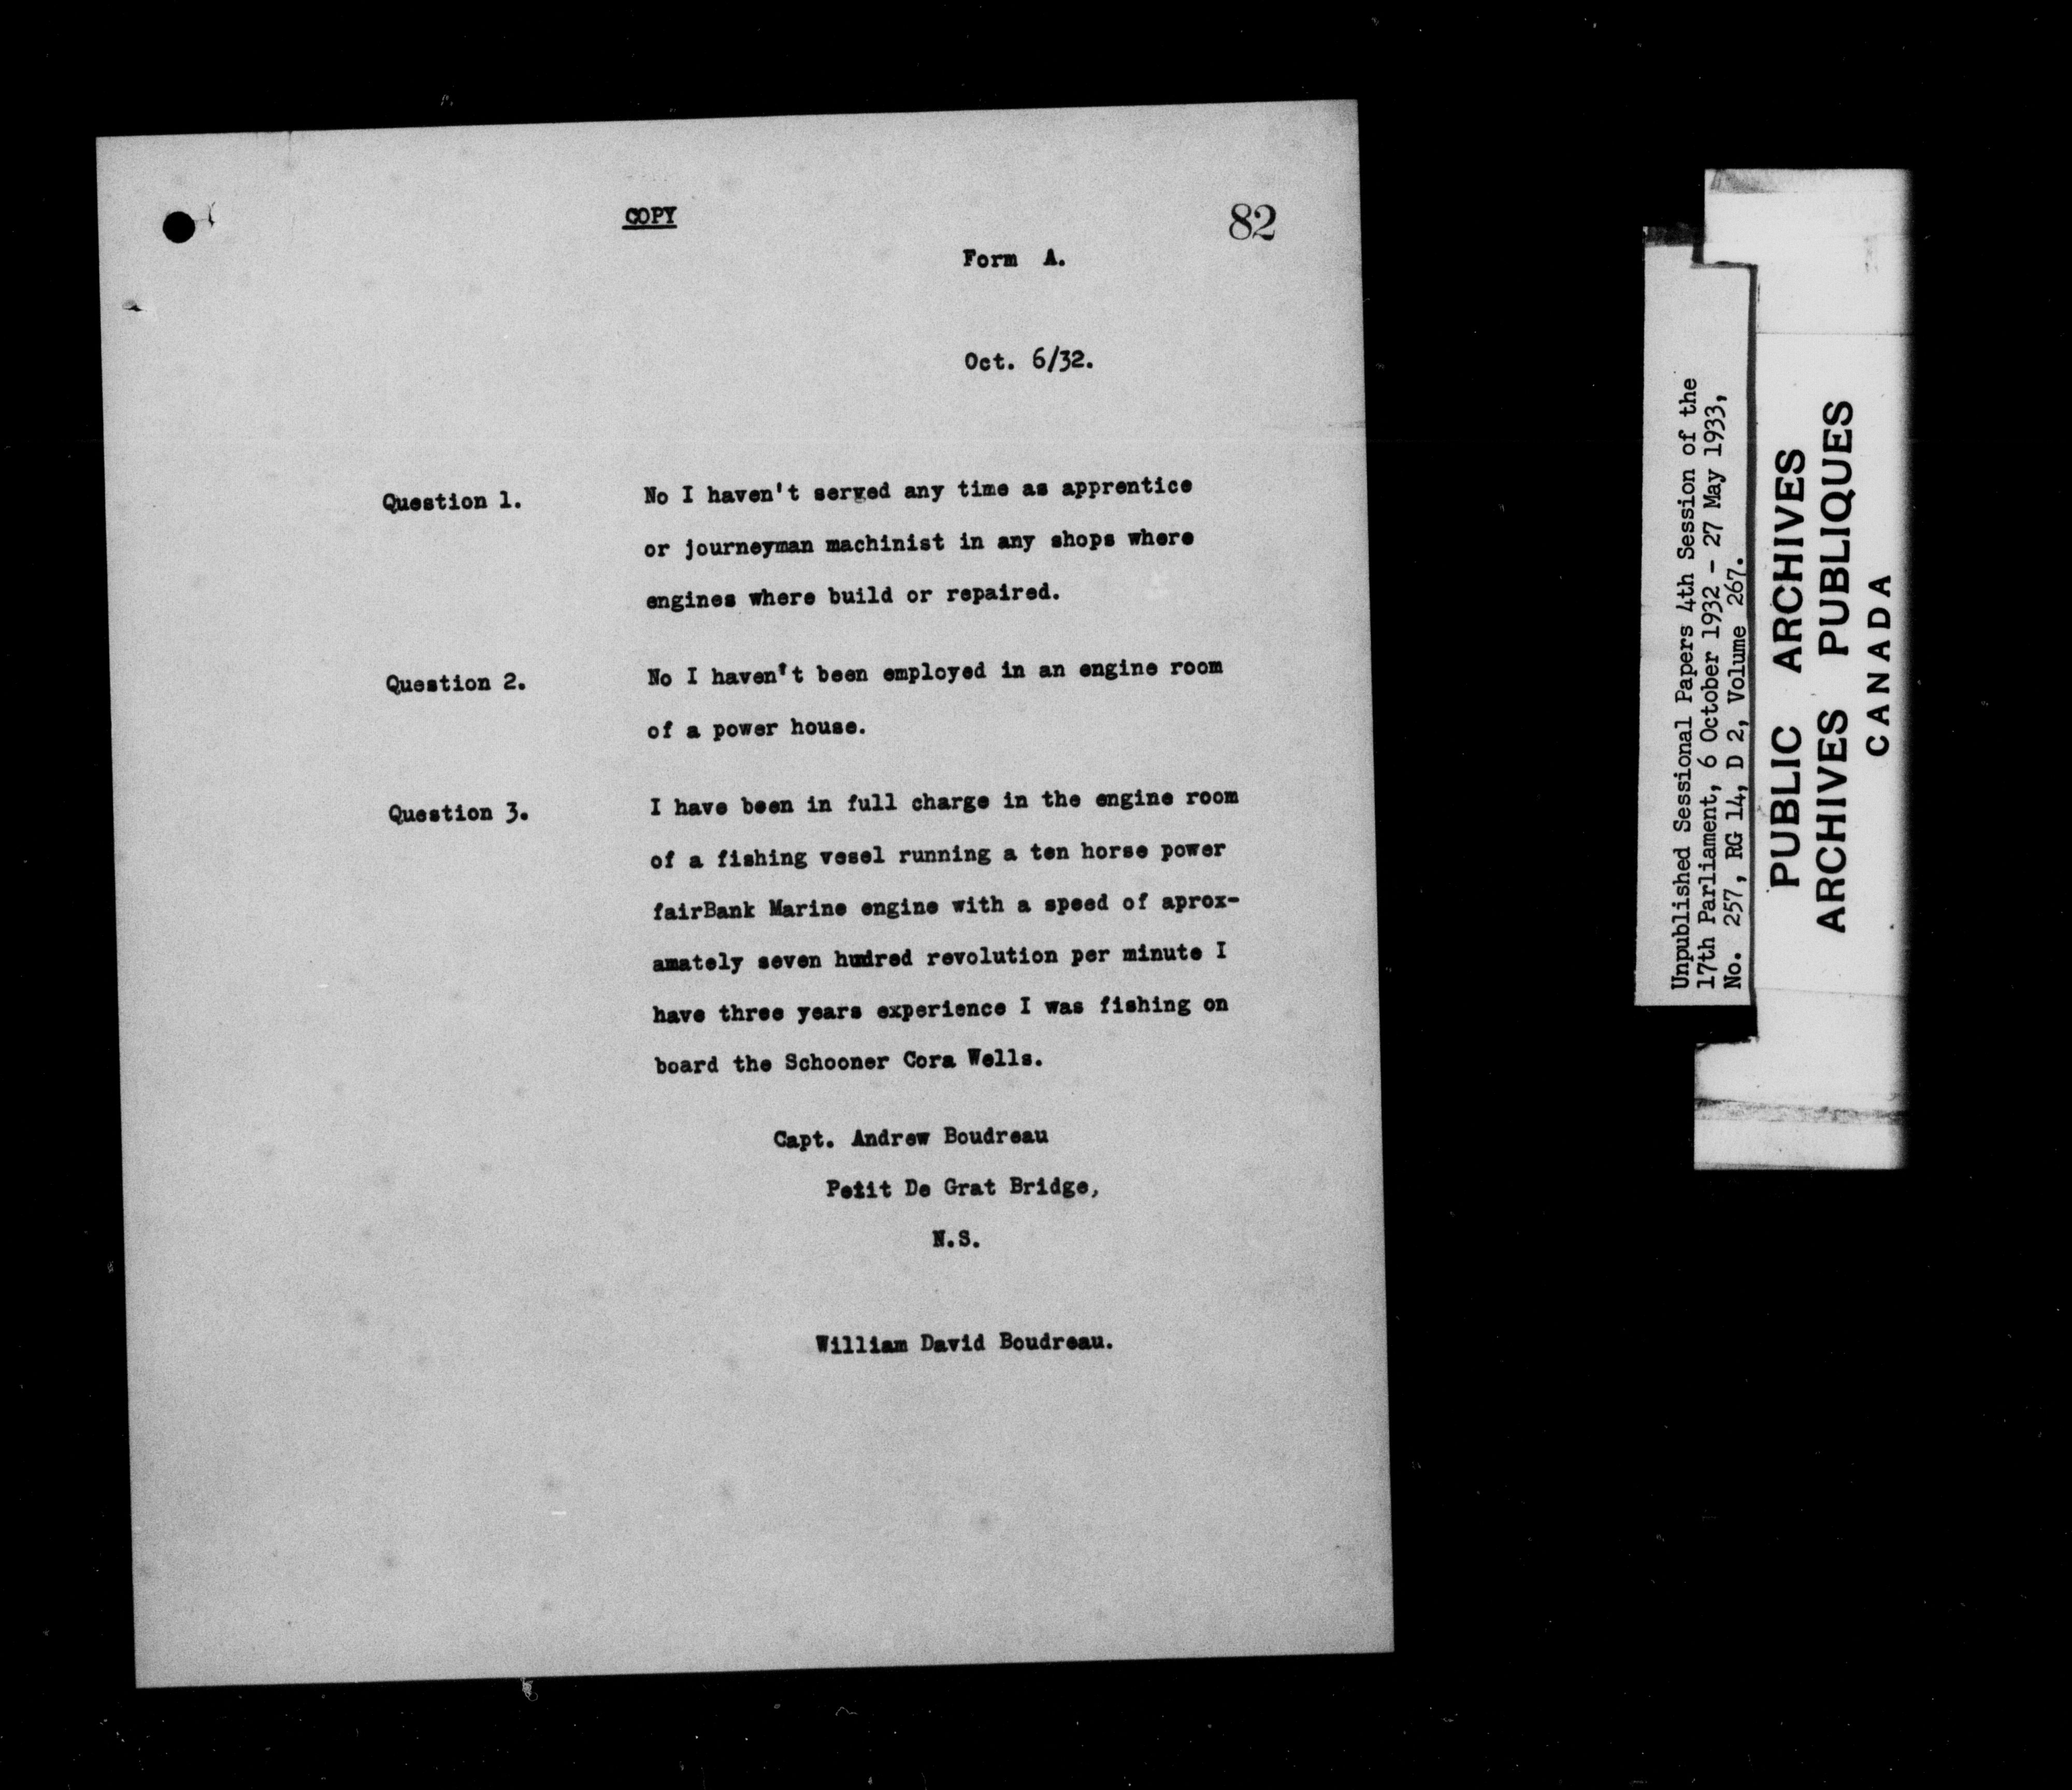 COPY
82
Form A.
Oct. 6/32.
Question 1. No I haven't served any time as apprentice
or journeyman machinist in any shops where
engines where build or repaired.
Question 2. No I haven't been employed in an engine room
of a power house.
Question 3. I have been in full charge in the engine room
of a fishing vesel running a ten horse power
fairBank Marine engine with a speed of aprox-
amately seven hundred revolution per minute I
have three years experience I was fishing on
board the Schooner Cora Wells.
Capt. Andrew Boudreau
Petit De Grat Bridge,
N.S.
William David Boudreau.
Unpublished Sessional Papers 4th Session of the
17th Parliament, 6 October 1932 - 27 May 1933,
No. 257, RG 14, D 2, Volume 267.
PUBLIC ARCHIVES
ARCHIVES PUBLIQUES
CANADA